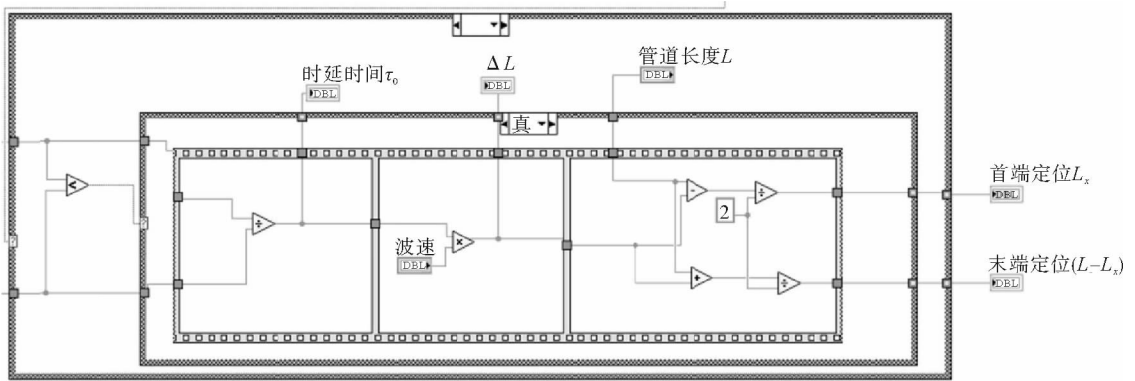 时延时间τ₀
DBL
ΔL
DBL
管道长度L
DBL
真
<
÷
波速
DBL
×
-
÷
2
+
÷
首端定位Lₓ
DBL
末端定位(L-Lₓ)
DBL